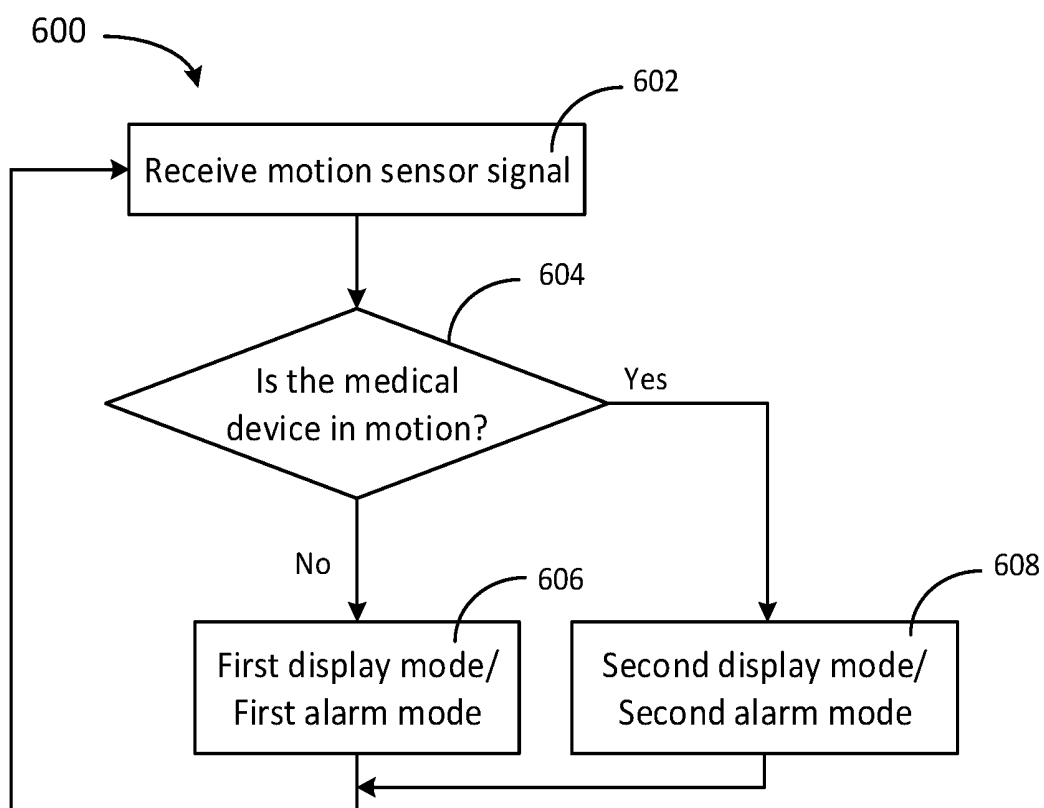 600
602
Receive motion sensor signal
604
Is the medical
device in motion?
Yes
No
606
608
First display mode/
First alarm mode
Second display mode/
Second alarm mode